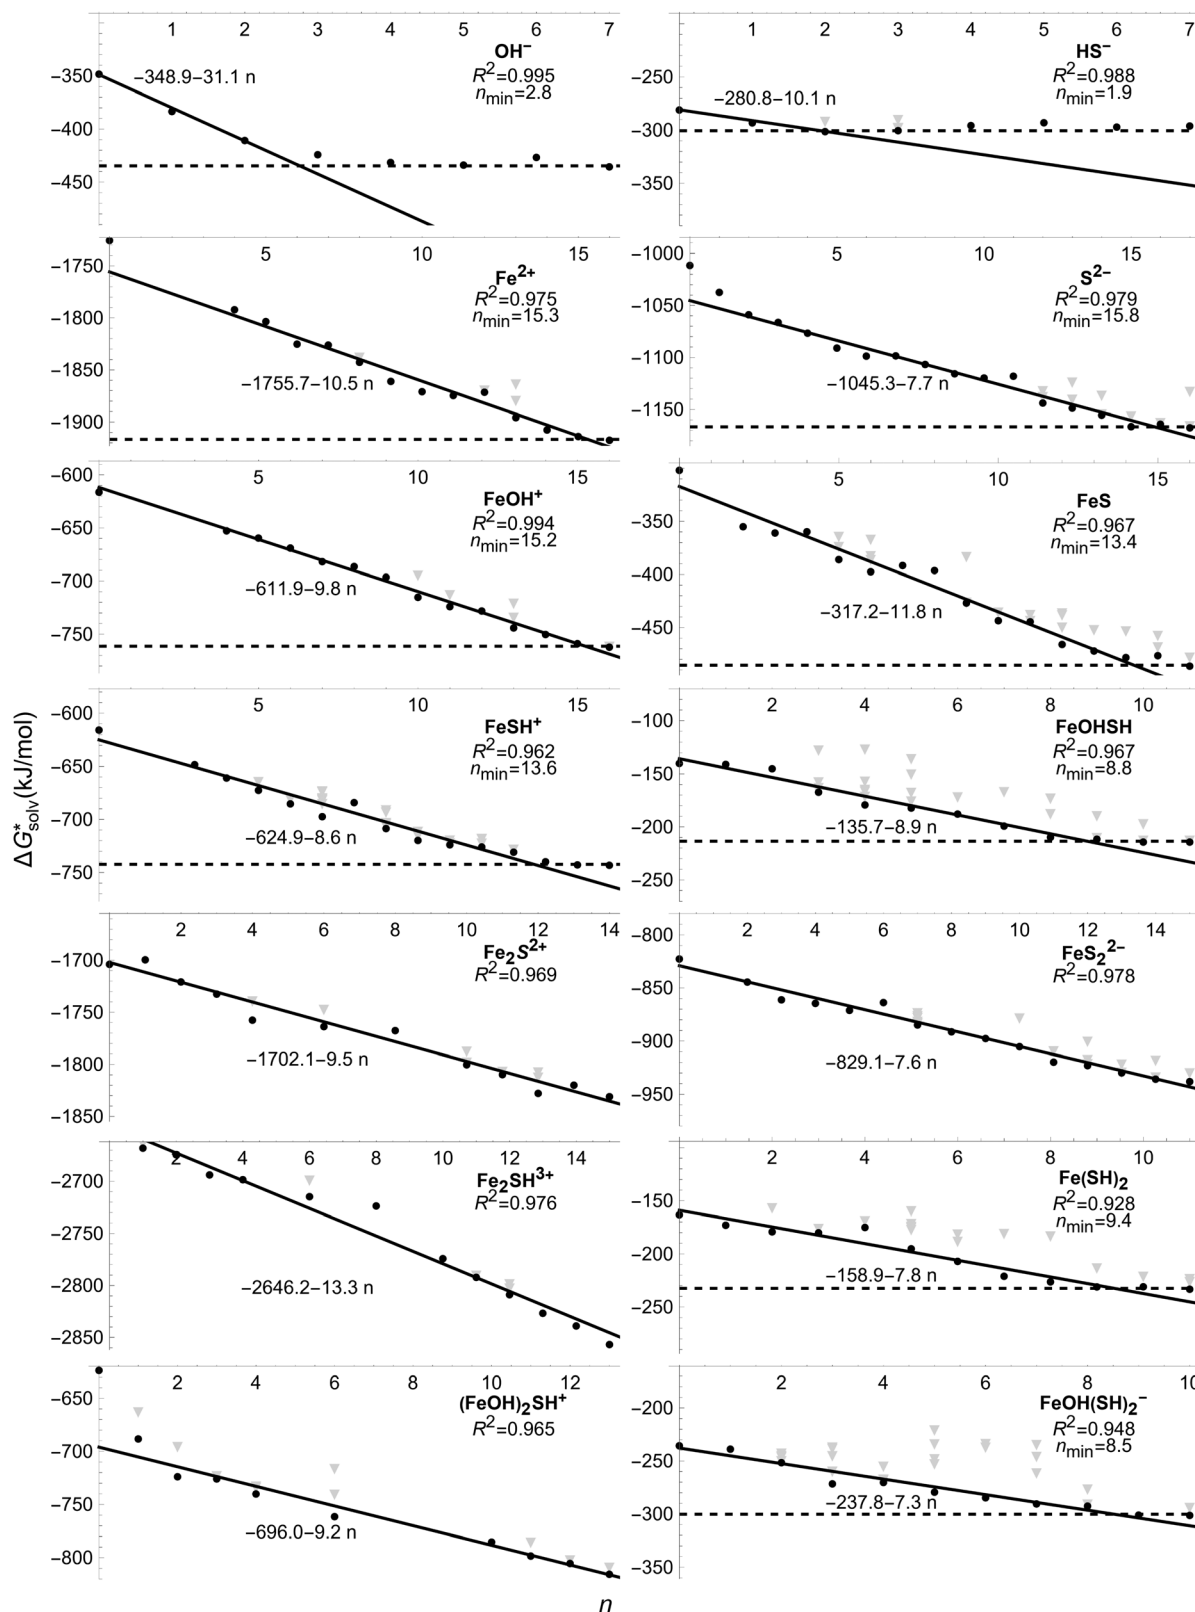 1 2 3 4 5 6 7
OH⁻
R²=0.995
n_min=2.8
−348.9−31.1 n
−350
−400
−450
1 2 3 4 5 6 7
HS⁻
R²=0.988
n_min=1.9
−280.8−10.1 n
−250
−300
−350
5 10 15
Fe²⁺
R²=0.975
n_min=15.3
−1755.7−10.5 n
−1750
−1800
−1850
−1900
5 10 15
S²⁻
R²=0.979
n_min=15.8
−1045.3−7.7 n
−1000
−1050
−1100
−1150
5 10 15
FeOH⁺
R²=0.994
n_min=15.2
−611.9−9.8 n
−600
−650
−700
−750
5 10 15
FeS
R²=0.967
n_min=13.4
−317.2−11.8 n
−350
−400
−450
5 10 15
FeSH⁺
R²=0.962
n_min=13.6
−624.9−8.6 n
−600
−650
−700
−750
2 4 6 8 10
FeOHSH
R²=0.967
n_min=8.8
−135.7−8.9 n
−100
−150
−200
−250
2 4 6 8 10 12 14
Fe₂S²⁺
R²=0.969
−1702.1−9.5 n
−1700
−1750
−1800
−1850
2 4 6 8 10 12 14
FeS₂²⁻
R²=0.978
−829.1−7.6 n
−800
−850
−900
−950
2 4 6 8 10 12 14
Fe₂SH³⁺
R²=0.976
−2646.2−13.3 n
−2700
−2750
−2800
−2850
2 4 6 8 10
Fe(SH)₂
R²=0.928
n_min=9.4
−158.9−7.8 n
−150
−200
−250
2 4 6 10 12
(FeOH)₂SH⁺
R²=0.965
−696.0−9.2 n
−650
−700
−750
−800
2 4 6 8 10
FeOH(SH)₂⁻
R²=0.948
n_min=8.5
−237.8−7.3 n
−200
−250
−300
−350
ΔG*solv(kJ/mol)
n